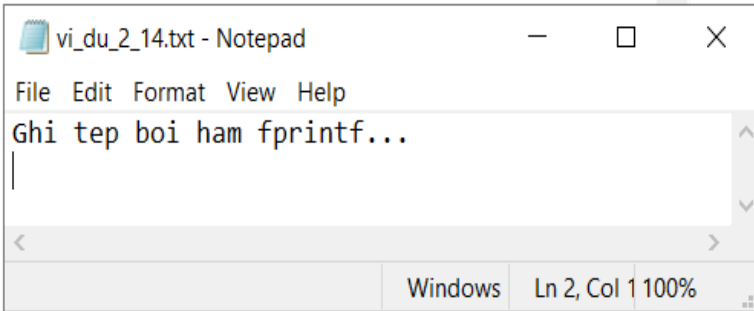 vi_du_2_14.txt - Notepad
File Edit Format View Help
Ghi tep boi ham fprintf...
Windows Ln 2, Col 1 100%